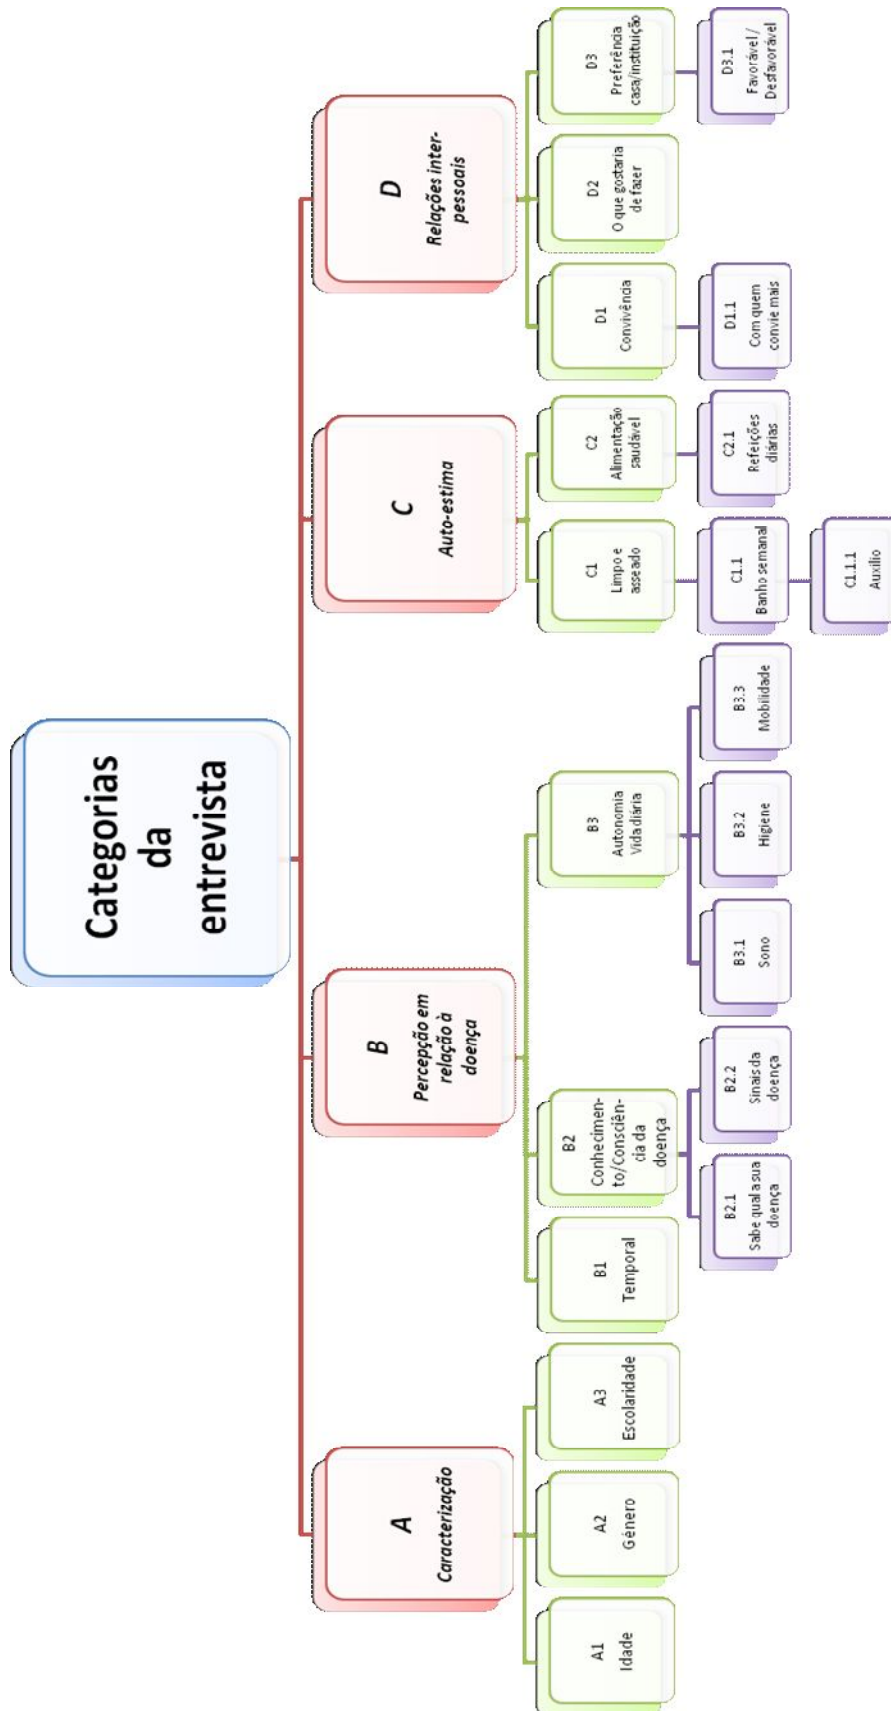 Categorias
da
entrevista
A
Caracterização
B
Percepção em
relação à
doença
C
Auto-estima
D
Relações inter-
pessoais
A1
Idade
A2
Género
A3
Escolaridade
B1
Temporal
B2
Conhecimen-
to/Consciên-
cia da
doença
B3
Autonomia
Vida diária
C1
Limpo e
asseado
C2
Alimentação
saudável
D1
Convivência
D2
O que gostaria
de fazer
D3
Preferência
casa/instituição
B2.1
Sabe qual a sua
doença
B2.2
Sinais da
doença
B3.1
Sono
B3.2
Higiene
B3.3
Mobilidade
C1.1
Banho semanal
C2.1
Refeições
diárias
D1.1
Com quem
convie mais
D3.1
Favorável /
Desfavorável
C1.1.1
Auxílio